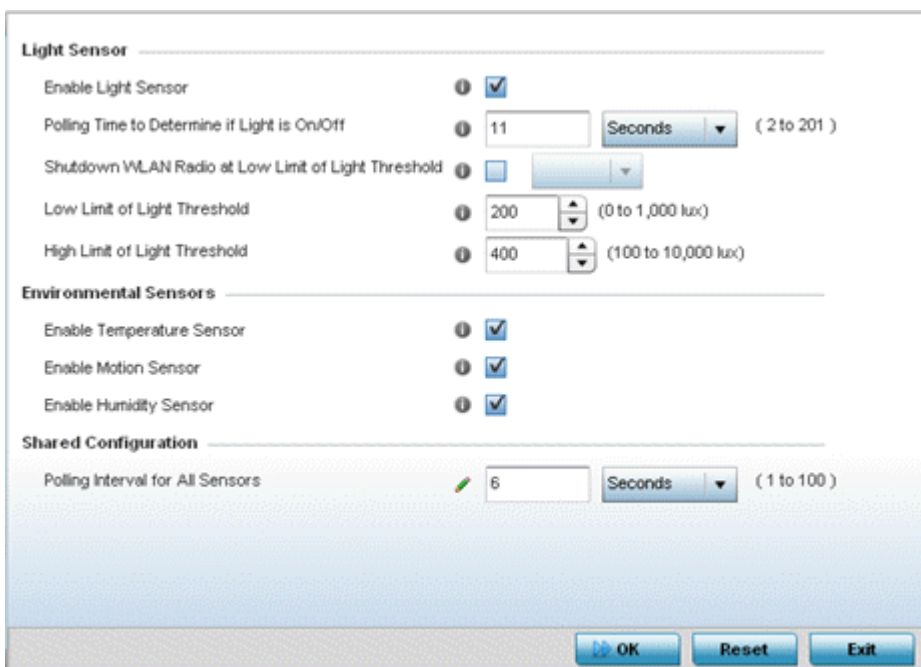 Light Sensor
Enable Light Sensor
Polling Time to Determine if Light is On/Off 11 Seconds ( 2 to 201 )
Shutdown WLAN Radio at Low Limit of Light Threshold
Low Limit of Light Threshold 200 (0 to 1,000 lux)
High Limit of Light Threshold 400 (100 to 10,000 lux)
Environmental Sensors
Enable Temperature Sensor
Enable Motion Sensor
Enable Humidity Sensor
Shared Configuration
Polling Interval for All Sensors 6 Seconds ( 1 to 100 )
OK Reset Exit